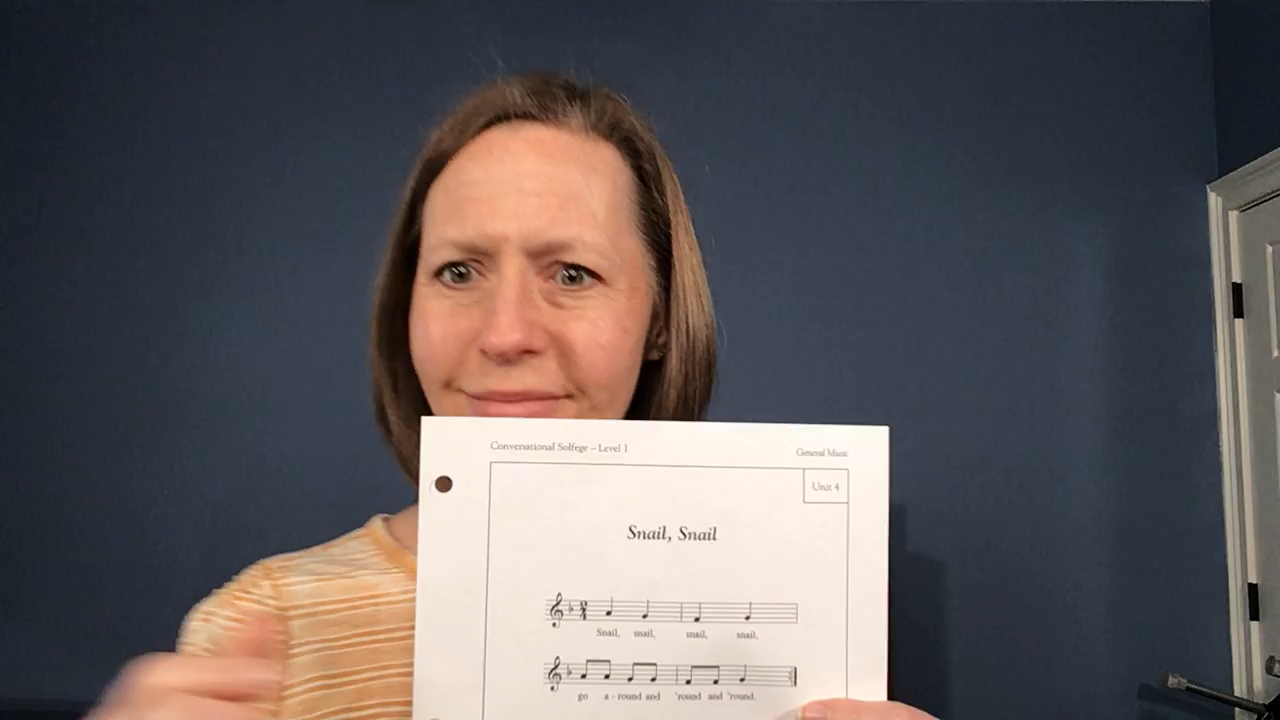 Conversational Solfege – Level 1
General Music
Unit 4
Snail, Snail
Snail, snail, snail, snail,
go a - round and 'round and 'round.